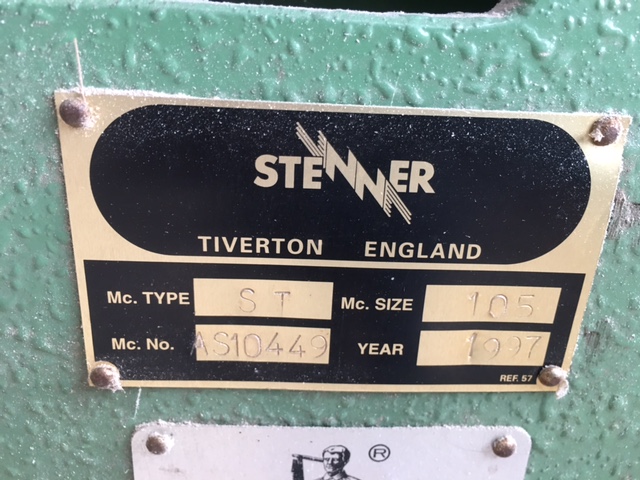 STENNER
TIVERTON ENGLAND
Mc. TYPE ST Mc. SIZE 105
Mc. No. AS10449 YEAR 1997
REF. 57
®